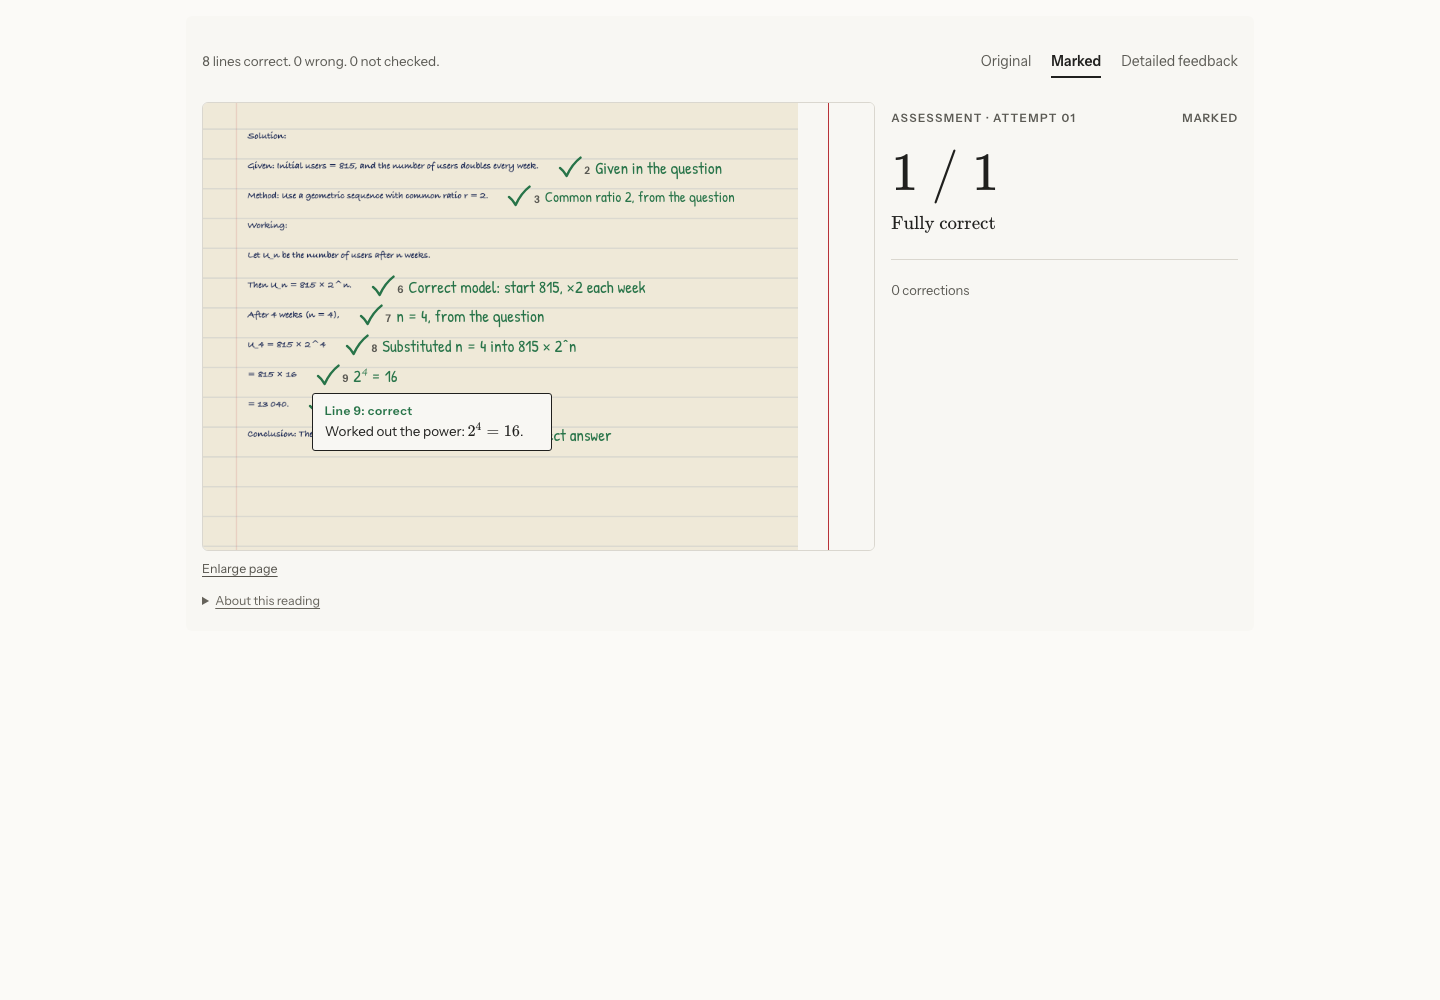 8 lines correct. 0 wrong. 0 not checked.
Original Marked Detailed feedback
Solution:
Given: Initial users = 815, and the number of users doubles every week. 2 Given in the question
Method: Use a geometric sequence with common ratio r = 2. 3 Common ratio 2, from the question
Working:
Let U_n be the number of users after n weeks.
Then U_n = 815 × 2^n. 6 Correct model: start 815, ×2 each week
After 4 weeks (n = 4), 7 n = 4, from the question
U_4 = 815 × 2^4 8 Substituted n = 4 into 815 × 2^n
= 815 × 16 9 2⁴ = 16
= 13 040.
Line 9: correct
Worked out the power: 2⁴ = 16.
Conclusion: answer
Enlarge page
About this reading
ASSESSMENT · ATTEMPT 01 MARKED
1 / 1
Fully correct
0 corrections